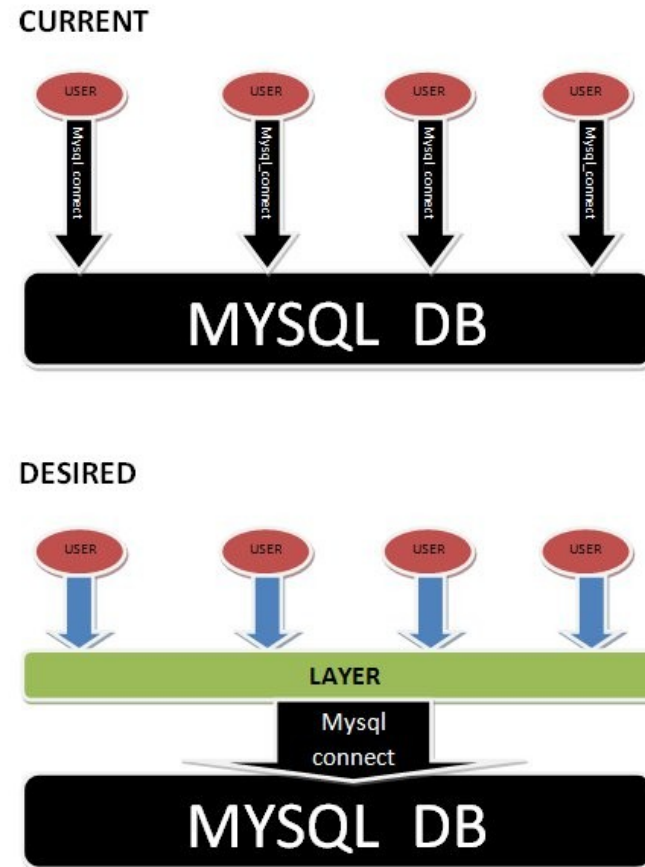 CURRENT
USER USER USER USER
Mysql connect
Mysql_connect
Mysql connect
Mysql_connect
MYSQL DB
DESIRED
USER USER USER USER
LAYER
Mysql
connect
MYSQL DB